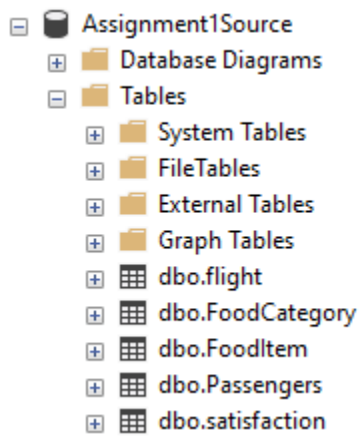 Assignment1Source
Database Diagrams
Tables
System Tables
FileTables
External Tables
Graph Tables
dbo.flight
dbo.FoodCategory
dbo.FoodItem
dbo.Passengers
dbo.satisfaction